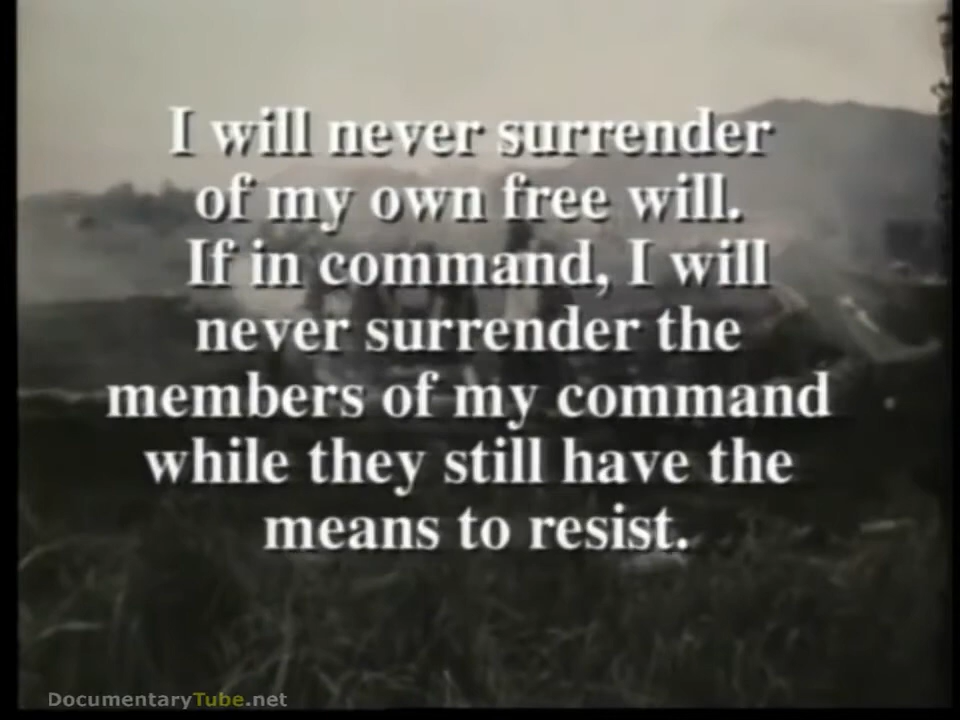 I will never surrender
of my own free will.
If in command, I will
never surrender the
members of my command
while they still have the
means to resist.
DocumentaryTube.net